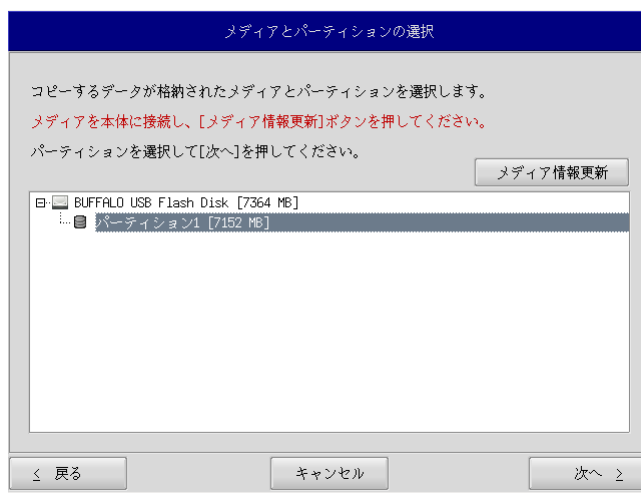 メディアとパーティションの選択
コピーするデータが格納されたメディアとパーティションを選択します。
メディアを本体に接続し、[メディア情報更新]ボタンを押してください。
パーティションを選択して[次へ]を押してください。
メディア情報更新
BUFFALO USB Flash Disk [7364 MB]
パーティション1 [7152 MB]
< 戻る
キャンセル
次へ >